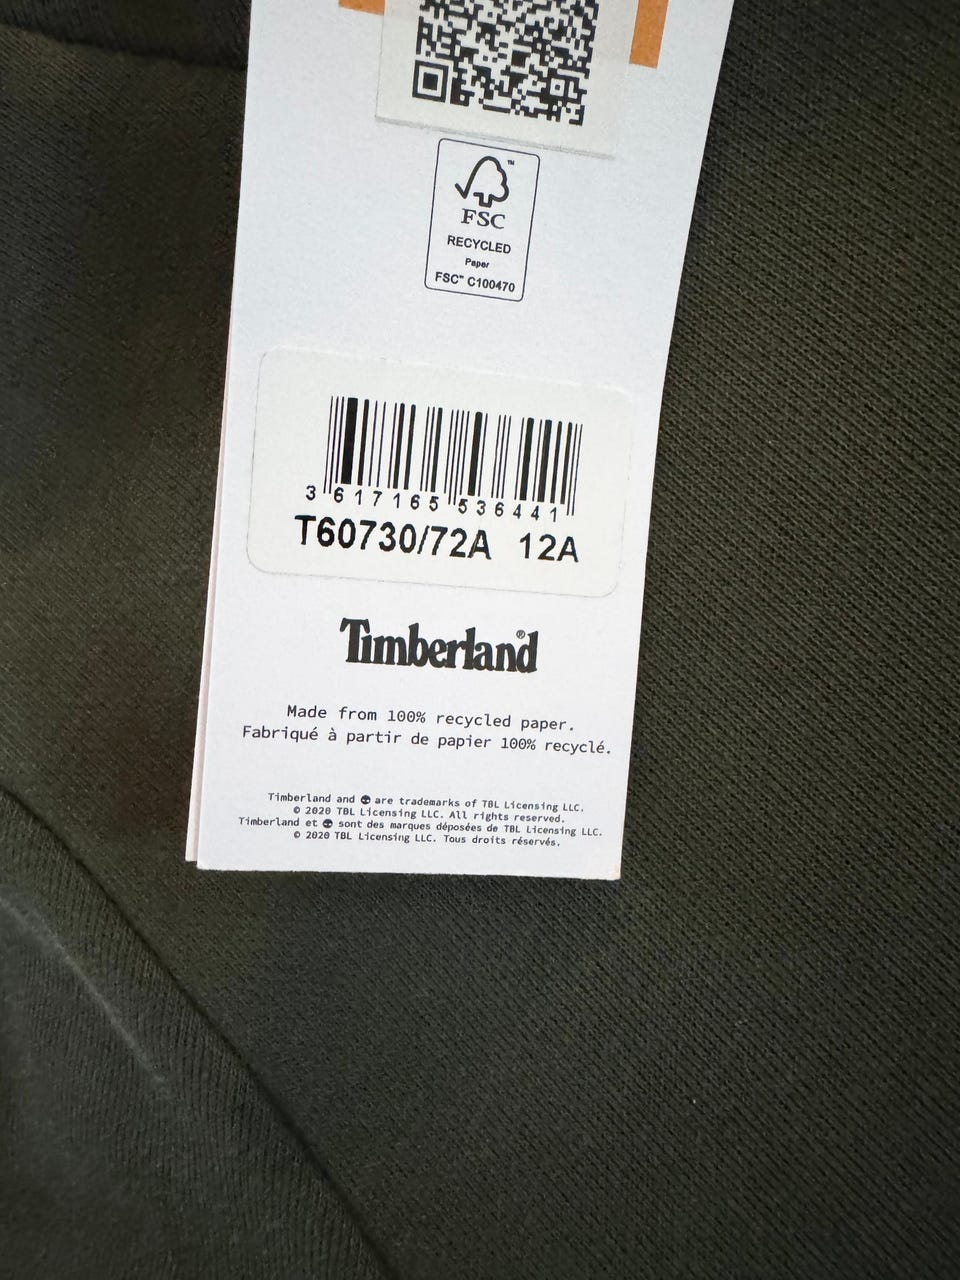 ™
FSC
RECYCLED
Paper
FSC™ C100470
3 617165 536441
T60730/72A 12A
Timberland®
Made from 100% recycled paper.
Fabriqué à partir de papier 100% recyclé.
Timberland and are trademarks of TBL Licensing LLC.
© 2020 TBL Licensing LLC. All rights reserved.
Timberland et sont des marques déposées de TBL Licensing LLC.
© 2020 TBL Licensing LLC. Tous droits réservés.